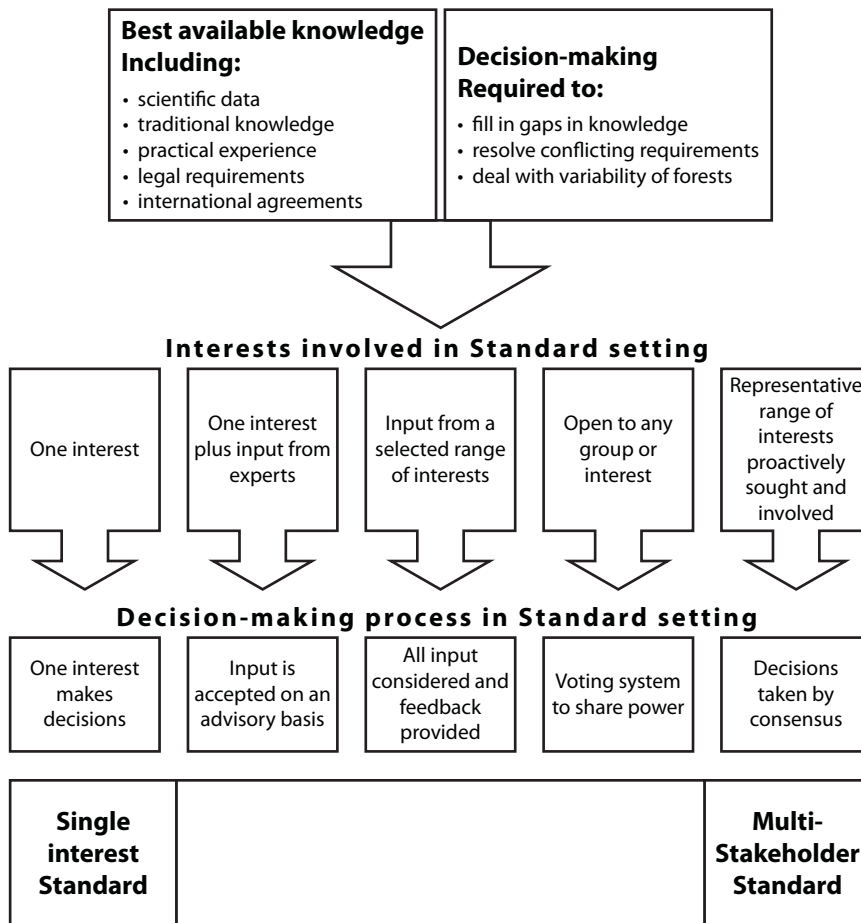 Best available knowledge
Including:
• scientific data
• traditional knowledge
• practical experience
• legal requirements
• international agreements
Decision-making
Required to:
• fill in gaps in knowledge
• resolve conflicting requirements
• deal with variability of forests
Interests involved in Standard setting
One interest
One interest
plus input from
experts
Input from a
selected range
of interests
Open to any
group or
interest
Representative
range of
interests
proactively
sought and
involved
Decision-making process in Standard setting
One interest
makes
decisions
Input is
accepted on an
advisory basis
All input
considered and
feedback
provided
Voting system
to share power
Decisions
taken by
consensus
Single
interest
Standard
Multi-
Stakeholder
Standard